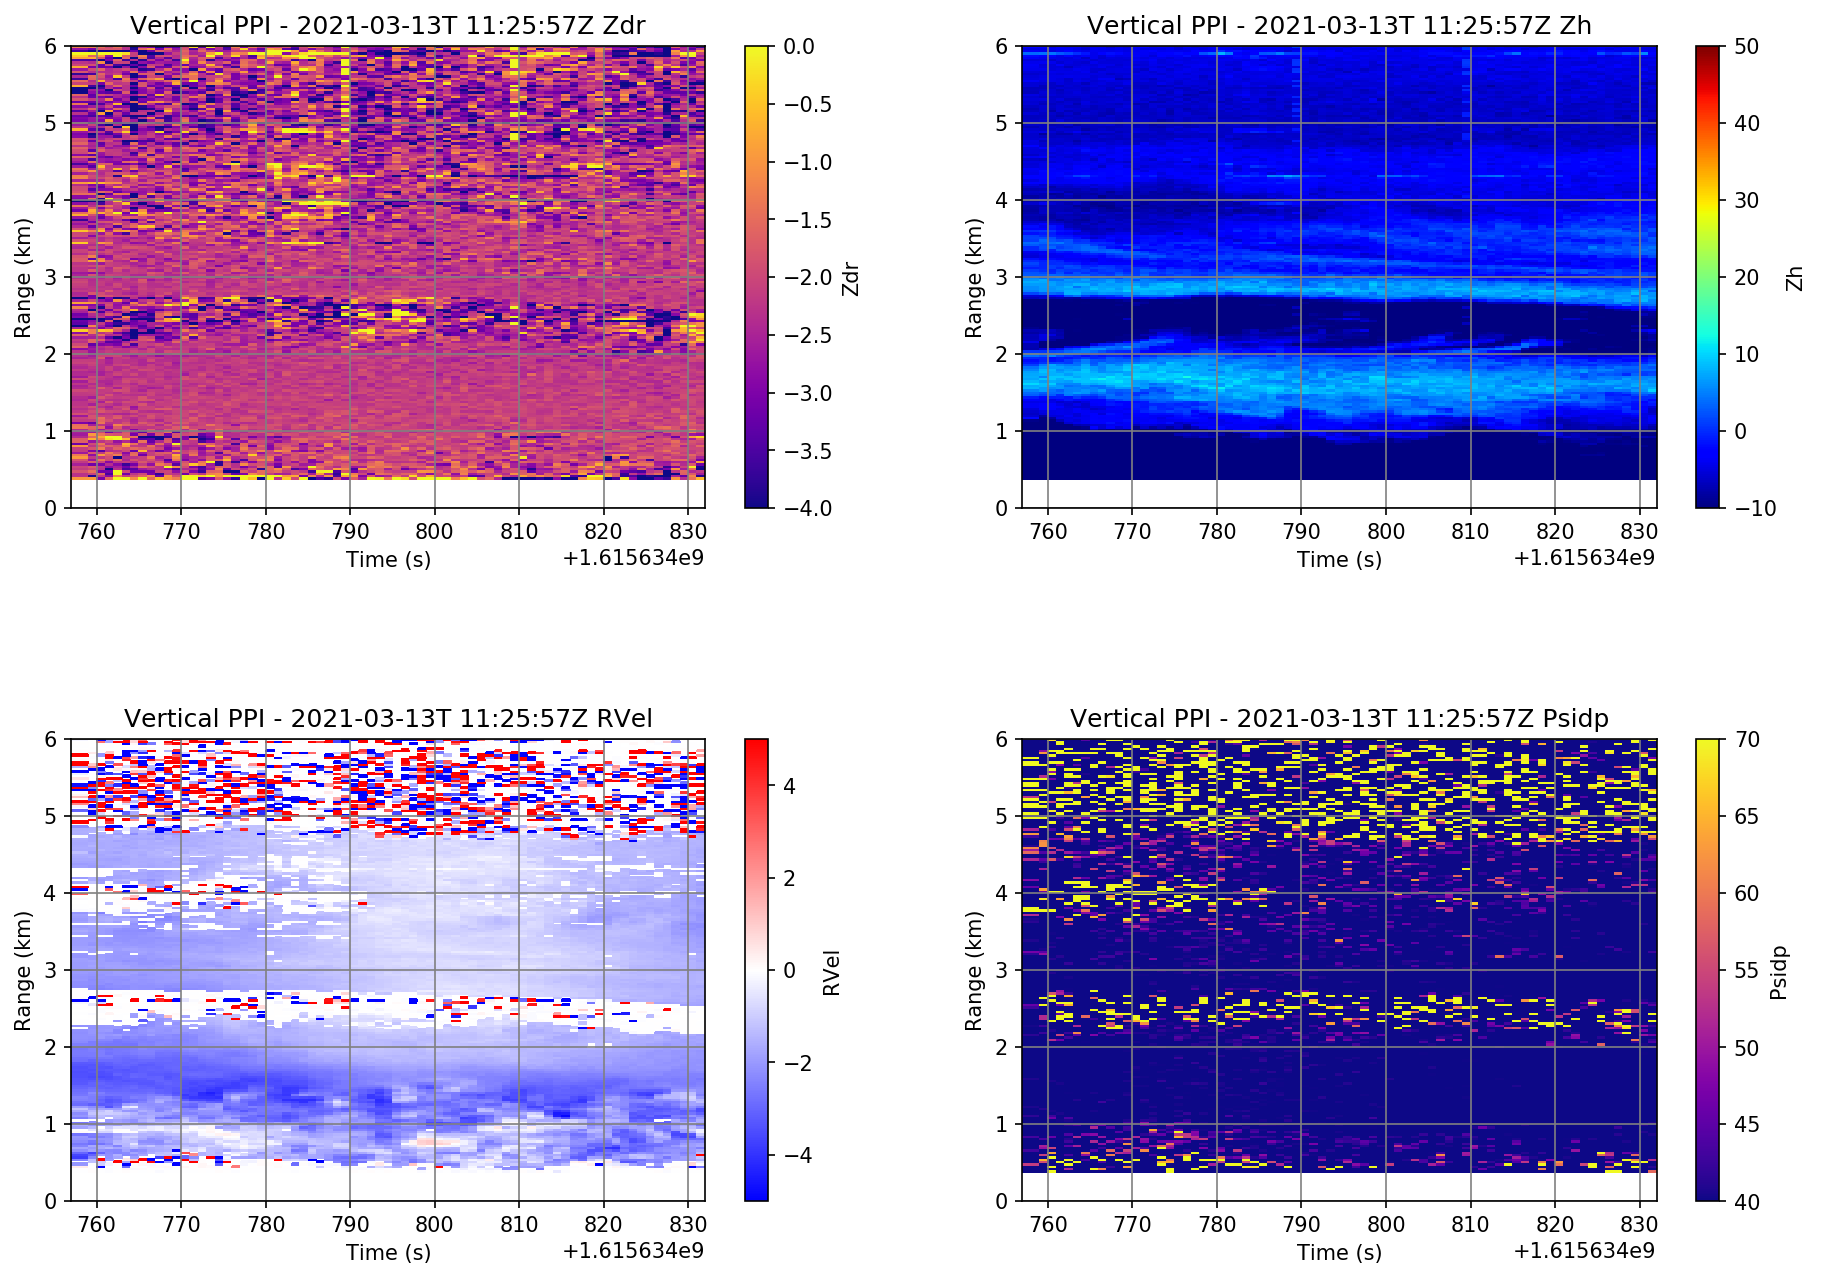 Vertical PPI - 2021-03-13T 11:25:57Z Zdr
6
5
4
3
2
1
0
Range (km)
760 770 780 790 800 810 820 830
Time (s)
+1.615634e9
0.0
−0.5
−1.0
−1.5
−2.0
−2.5
−3.0
−3.5
−4.0
Zdr
Vertical PPI - 2021-03-13T 11:25:57Z Zh
6
5
4
3
2
1
0
Range (km)
760 770 780 790 800 810 820 830
Time (s)
+1.615634e9
50
40
30
20
10
0
−10
Zh
Vertical PPI - 2021-03-13T 11:25:57Z RVel
6
5
4
3
2
1
0
Range (km)
760 770 780 790 800 810 820 830
Time (s)
+1.615634e9
4
2
0
−2
−4
RVel
Vertical PPI - 2021-03-13T 11:25:57Z Psidp
6
5
4
3
2
1
0
Range (km)
760 770 780 790 800 810 820 830
Time (s)
+1.615634e9
70
65
60
55
50
45
40
Psidp